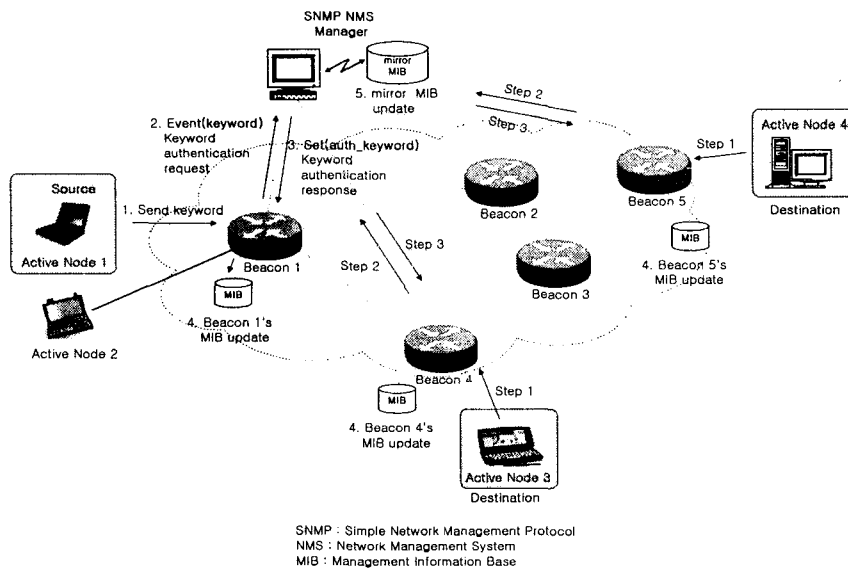 SNMP NMS
Manager
mirror
MIB
5. mirror MIB
update
Step 2
Step 3
2. Event(keyword)
Keyword
authentication
request
3. Set(auth_keyword)
Keyword
authentication
response
Step 1
Active Node 4
Destination
Beacon 5
Beacon 2
Source
Active Node 1
1. Send keyword
Beacon 1
Step 3
Step 2
Beacon 3
MIB
4. Beacon 5's
MIB update
MIB
4. Beacon 1's
MIB update
Active Node 2
Beacon 4
Step 1
MIB
4. Beacon 4's
MIB update
Active Node 3
Destination
SNMP : Simple Network Management Protocol
NMS : Network Management System
MIB : Management Information Base